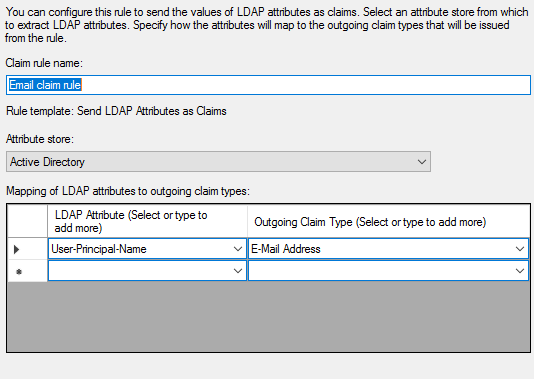 You can configure this rule to send the values of LDAP attributes as claims. Select an attribute store from which
to extract LDAP attributes. Specify how the attributes will map to the outgoing claim types that will be issued
from the rule.
Claim rule name:
Email claim rule
Rule template: Send LDAP Attributes as Claims
Attribute store:
Active Directory
Mapping of LDAP attributes to outgoing claim types:
LDAP Attribute (Select or type to
add more)
Outgoing Claim Type (Select or type to add more)
User-Principal-Name
E-Mail Address